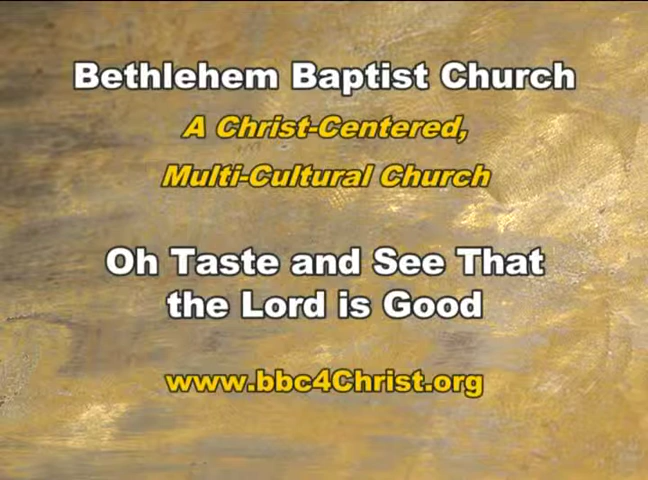 Bethlehem Baptist Church
A Christ-Centered,
Multi-Cultural Church
Oh Taste and See That
the Lord is Good
www.bbc4Christ.org